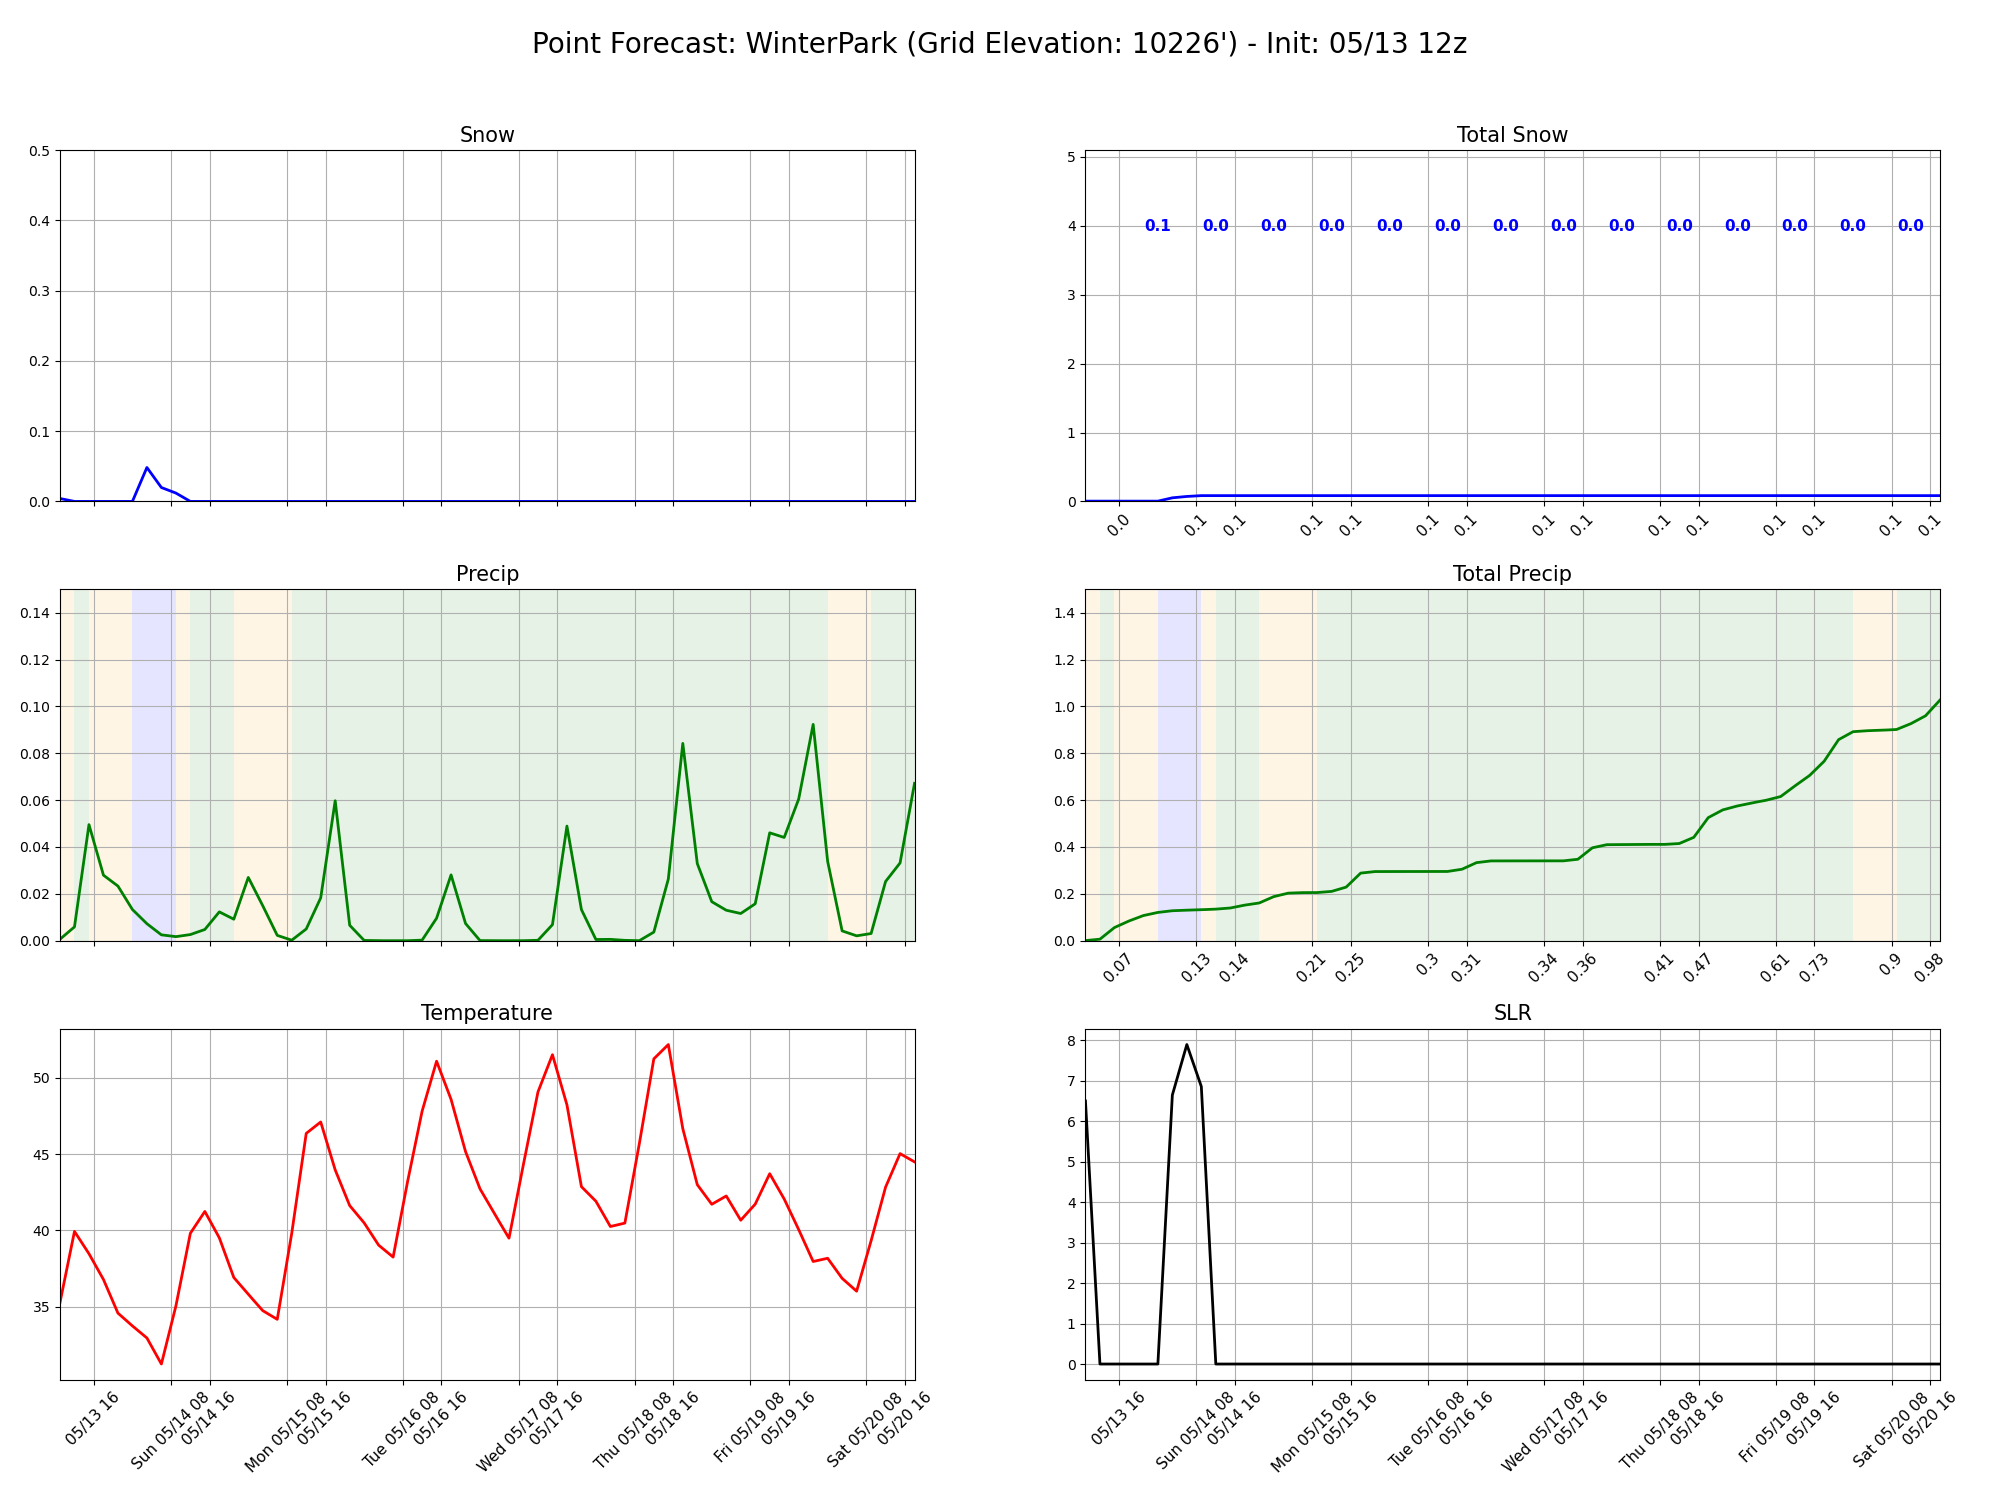 Point Forecast: WinterPark (Grid Elevation: 10226') - Init: 05/13 12z
Snow
0.5
0.4
0.3
0.2
0.1
0.0
Total Snow
5
4
3
2
1
0
0.1 0.0 0.0 0.0 0.0 0.0 0.0 0.0 0.0 0.0 0.0 0.0 0.0 0.0
0.0 0.1 0.1 0.1 0.1 0.1 0.1 0.1 0.1 0.1 0.1 0.1 0.1 0.1 0.1
Precip
0.14
0.12
0.10
0.08
0.06
0.04
0.02
0.00
Total Precip
1.4
1.2
1.0
0.8
0.6
0.4
0.2
0.0
0.07 0.13 0.14 0.21 0.25 0.3 0.31 0.34 0.36 0.41 0.47 0.61 0.73 0.9 0.98
Temperature
50
45
40
35
05/13 16
Sun 05/14 08
05/14 16
Mon 05/15 08
05/15 16
Tue 05/16 08
05/16 16
Wed 05/17 08
05/17 16
Thu 05/18 08
05/18 16
Fri 05/19 08
05/19 16
Sat 05/20 08
05/20 16
SLR
8
7
6
5
4
3
2
1
0
05/13 16
Sun 05/14 08
05/14 16
Mon 05/15 08
05/15 16
Tue 05/16 08
05/16 16
Wed 05/17 08
05/17 16
Thu 05/18 08
05/18 16
Fri 05/19 08
05/19 16
Sat 05/20 08
05/20 16